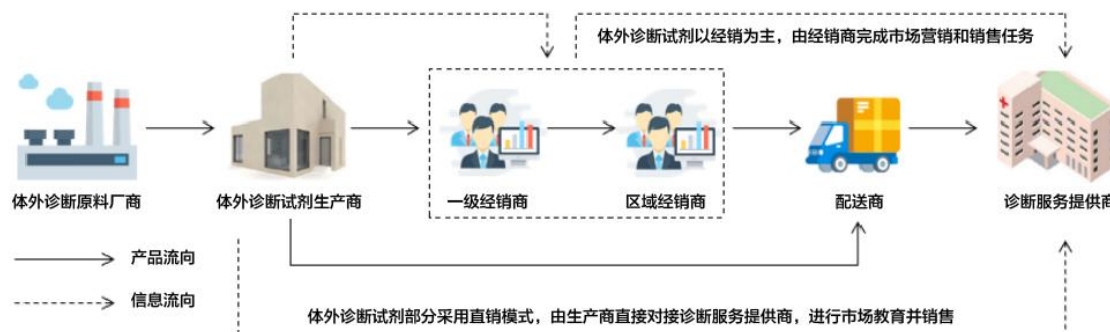 体外诊断试剂以经销为主，由经销商完成市场营销和销售任务
体外诊断原料厂商
体外诊断试剂生产商
一级经销商
区域经销商
配送商
诊断服务提供商
产品流向
信息流向
体外诊断试剂部分采用直销模式，由生产商直接对接诊断服务提供商，进行市场教育并销售